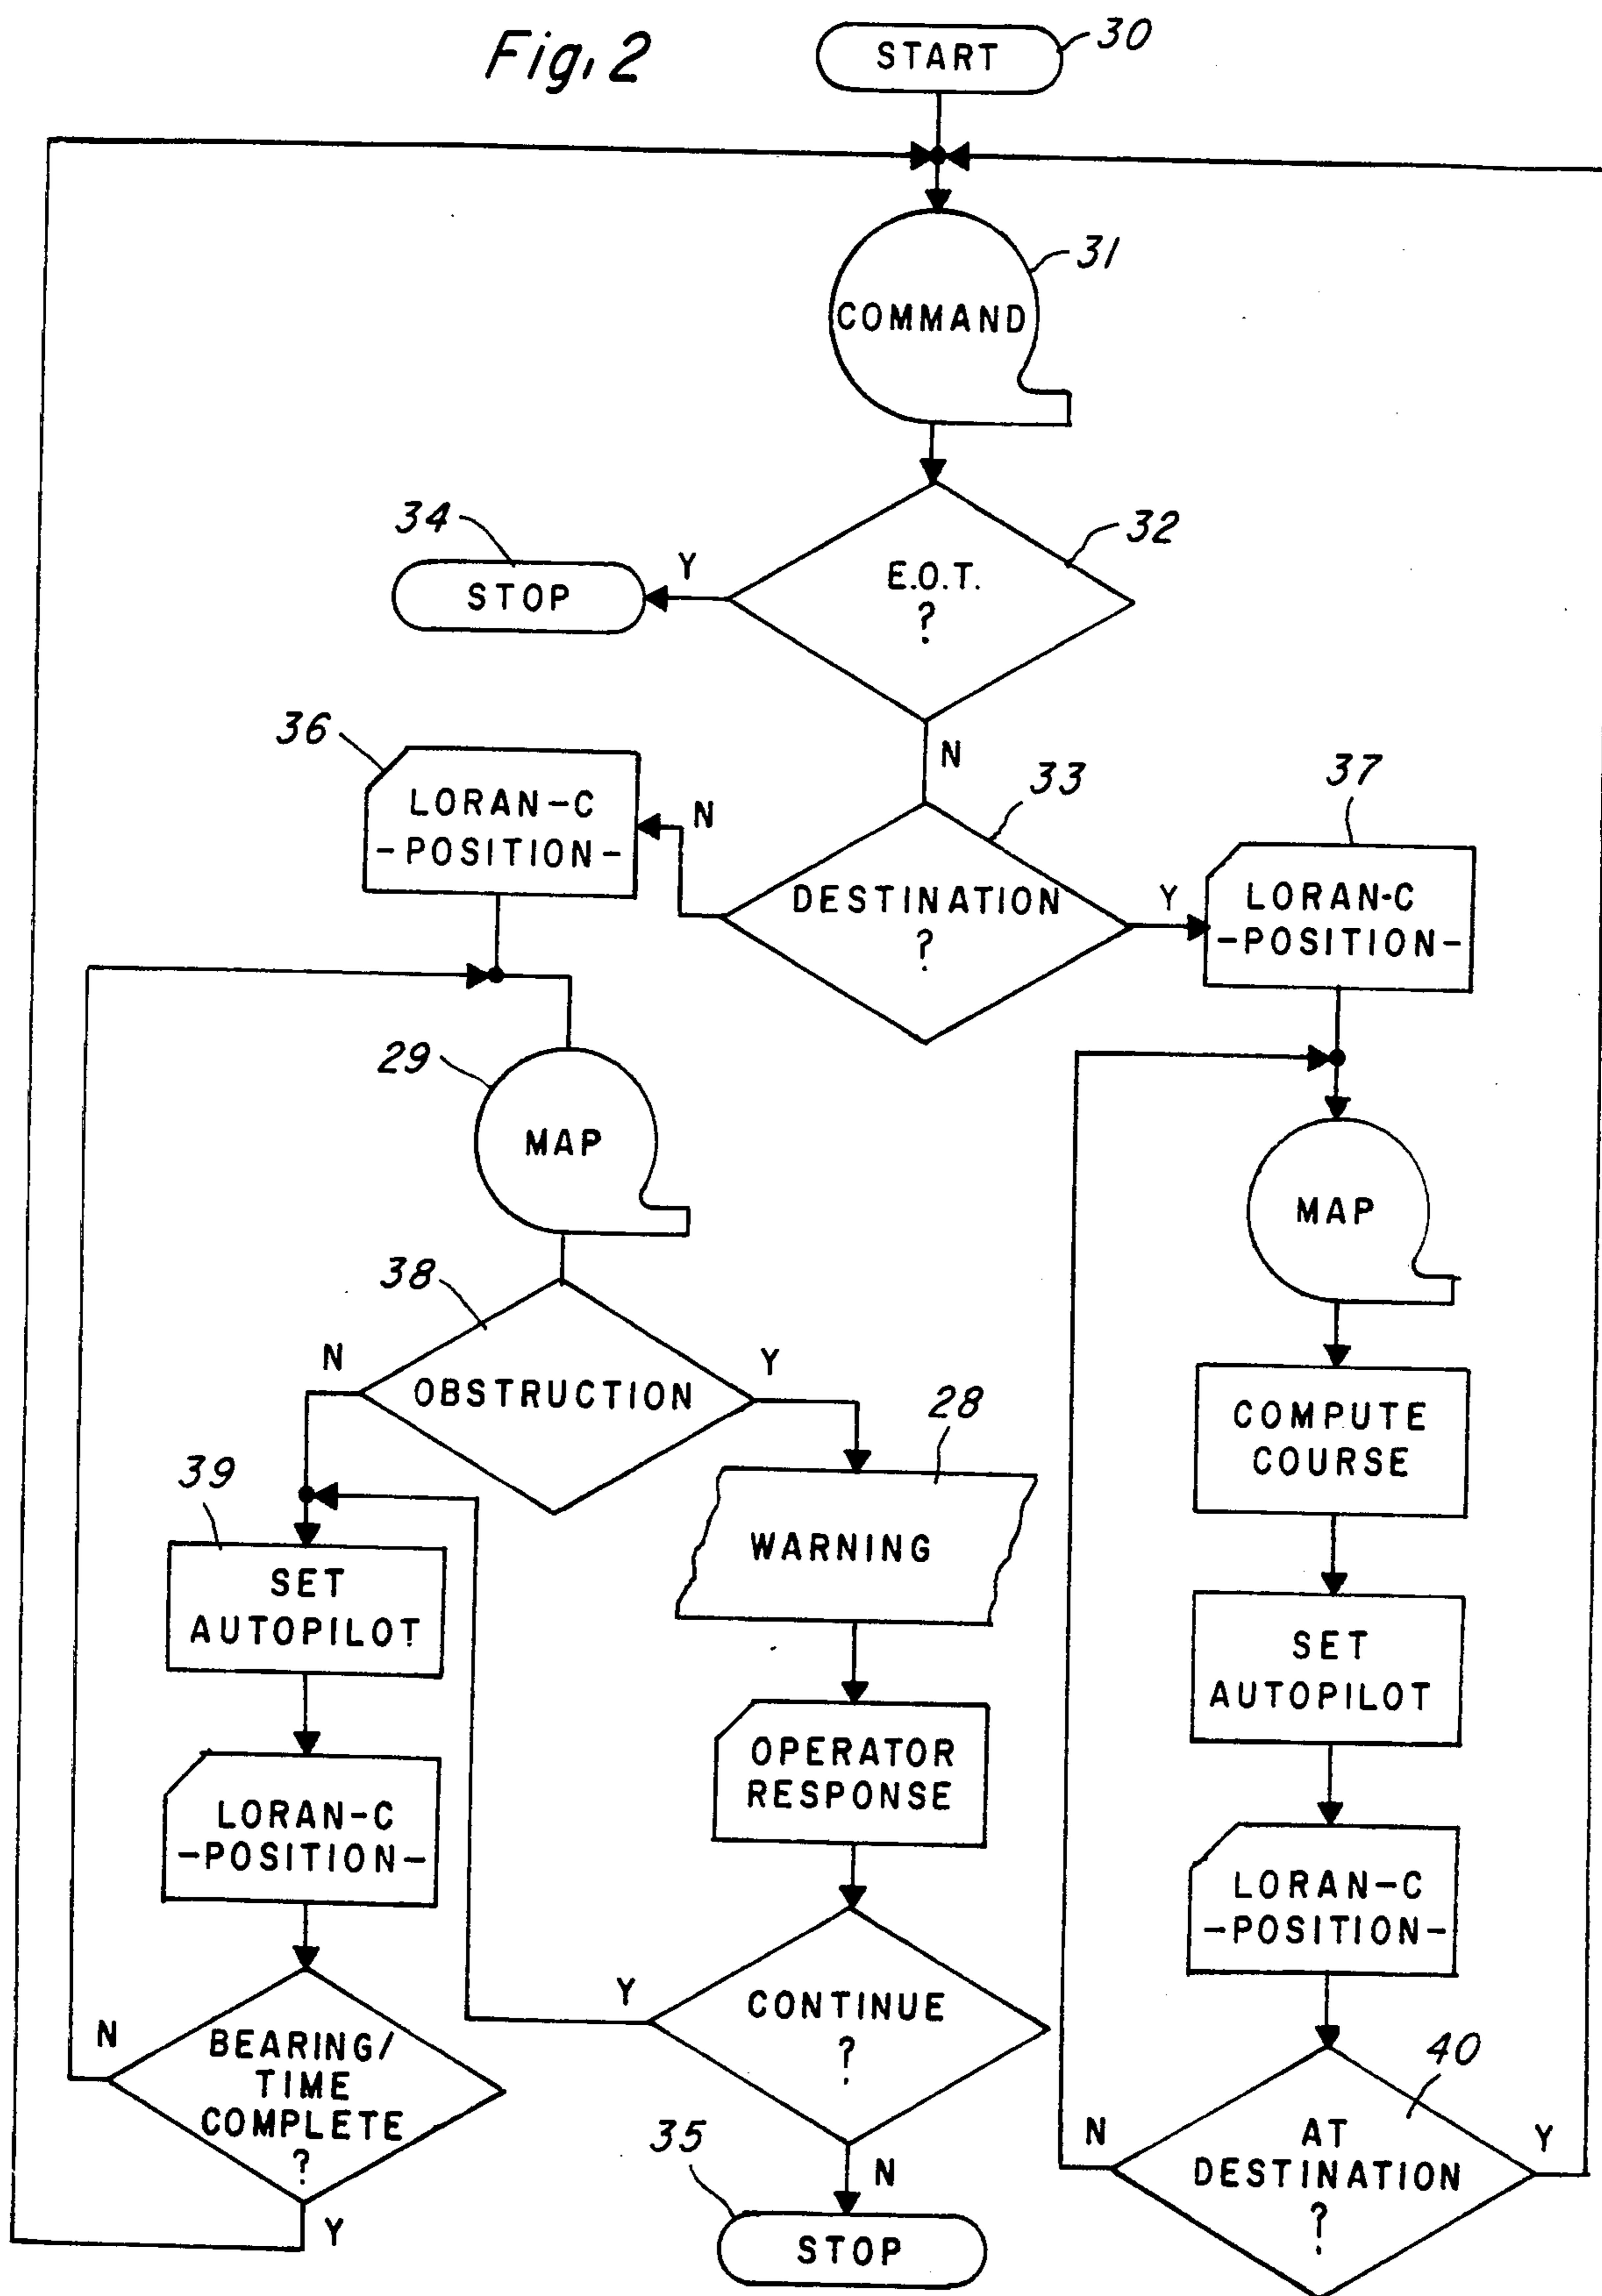 Fig. 2
START
30
31
COMMAND
34
32
STOP
Y
E.O.T.
?
N
36
33
37
LORAN-C
-POSITION-
N
DESTINATION
?
Y
LORAN-C
-POSITION-
29
MAP
MAP
38
N
OBSTRUCTION
Y
28
COMPUTE
COURSE
39
WARNING
SET
AUTOPILOT
SET
AUTOPILOT
OPERATOR
RESPONSE
LORAN-C
-POSITION-
LORAN-C
-POSITION-
N
BEARING/
TIME
COMPLETE
?
Y
Y
CONTINUE
?
N
40
N
AT
DESTINATION
?
Y
35
STOP